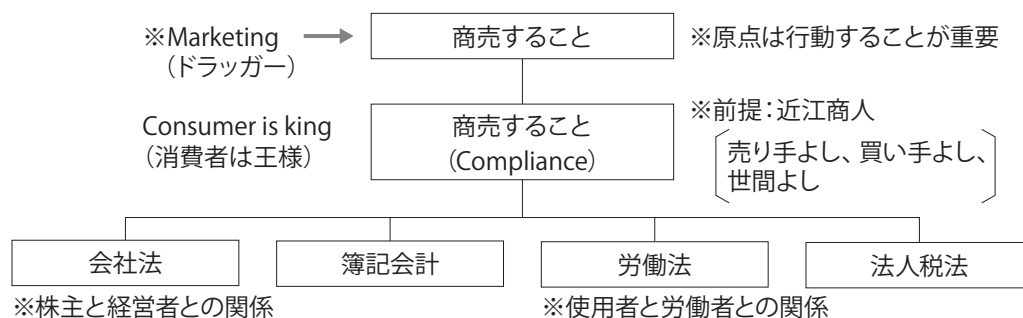 ※Marketing
（ドラッガー）
商売すること
※原点は行動することが重要
Consumer is king
（消費者は王様）
商売すること
（Compliance）
※前提：近江商人
売り手よし、買い手よし、
世間よし
会社法
簿記会計
労働法
法人税法
※株主と経営者との関係
※使用者と労働者との関係